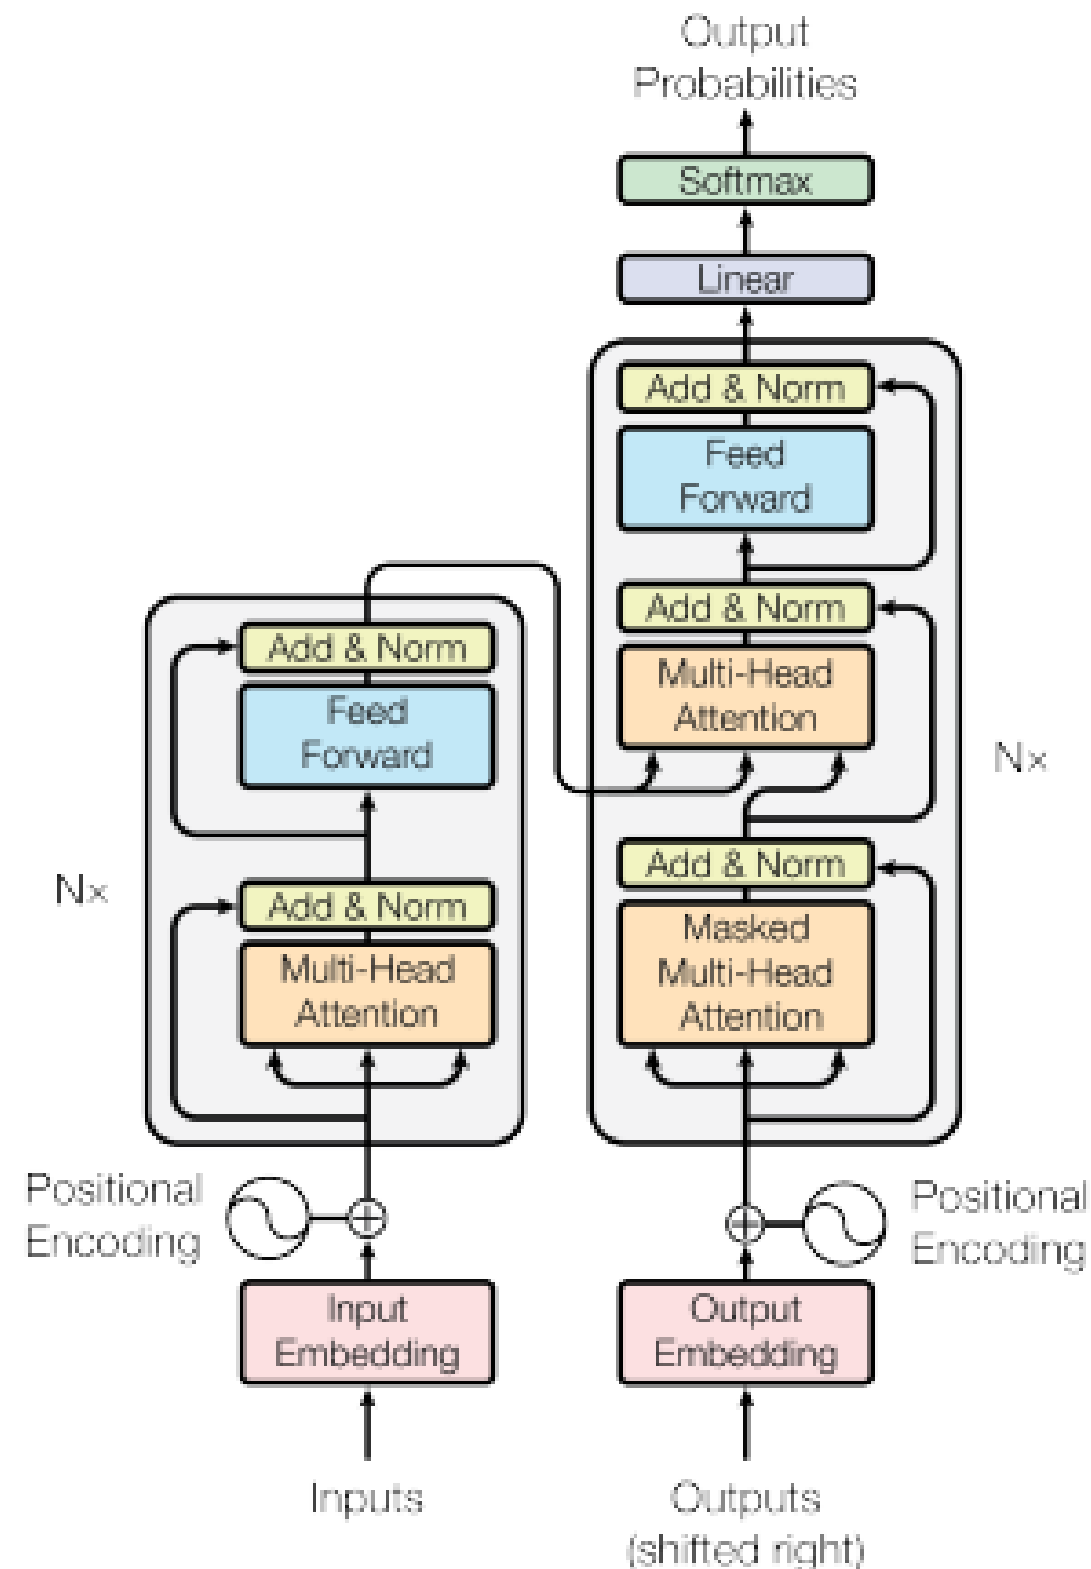 Output
Probabilities
Softmax
Linear
Add & Norm
Feed
Forward
Add & Norm
Multi-Head
Attention
Add & Norm
Masked
Multi-Head
Attention
Nx
Add & Norm
Feed
Forward
Add & Norm
Multi-Head
Attention
Nx
Positional
Encoding
Positional
Encoding
Input
Embedding
Output
Embedding
Inputs
Outputs
(shifted right)